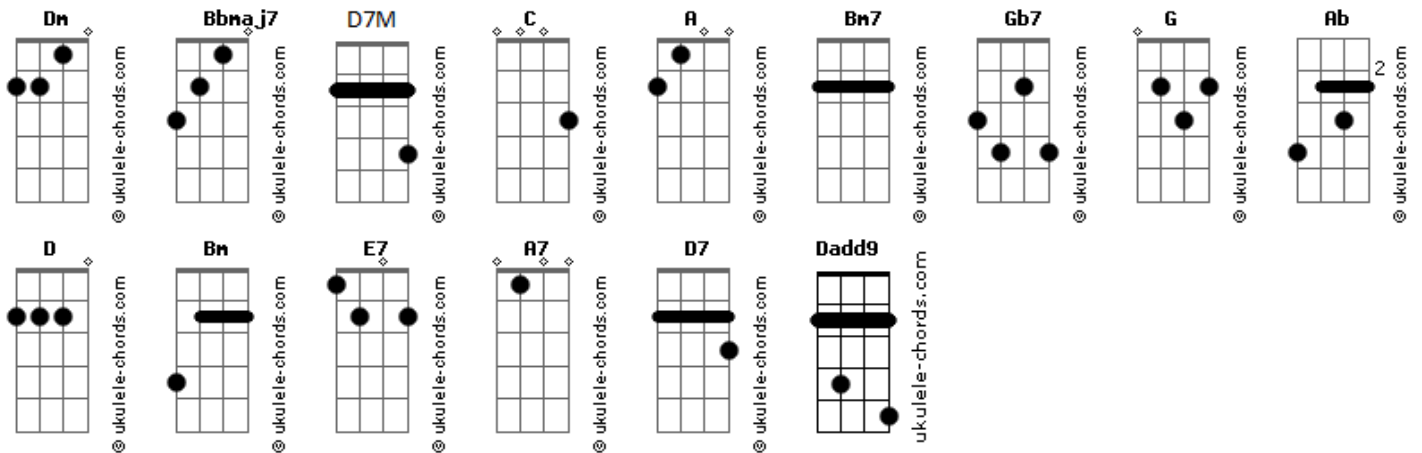 Dm Bbmaj7 D7M C A Bm7 Gb7 G Ab
© ukulele-chords.com © ukulele-chords.com © ukulele-chords.com © ukulele-chords.com © ukulele-chords.com © ukulele-chords.com © ukulele-chords.com © ukulele-chords.com 2 © ukulele-chords.com
D Bm E7 A7 D7 Dadd9
© ukulele-chords.com © ukulele-chords.com © ukulele-chords.com © ukulele-chords.com © ukulele-chords.com ukulele-chords.com